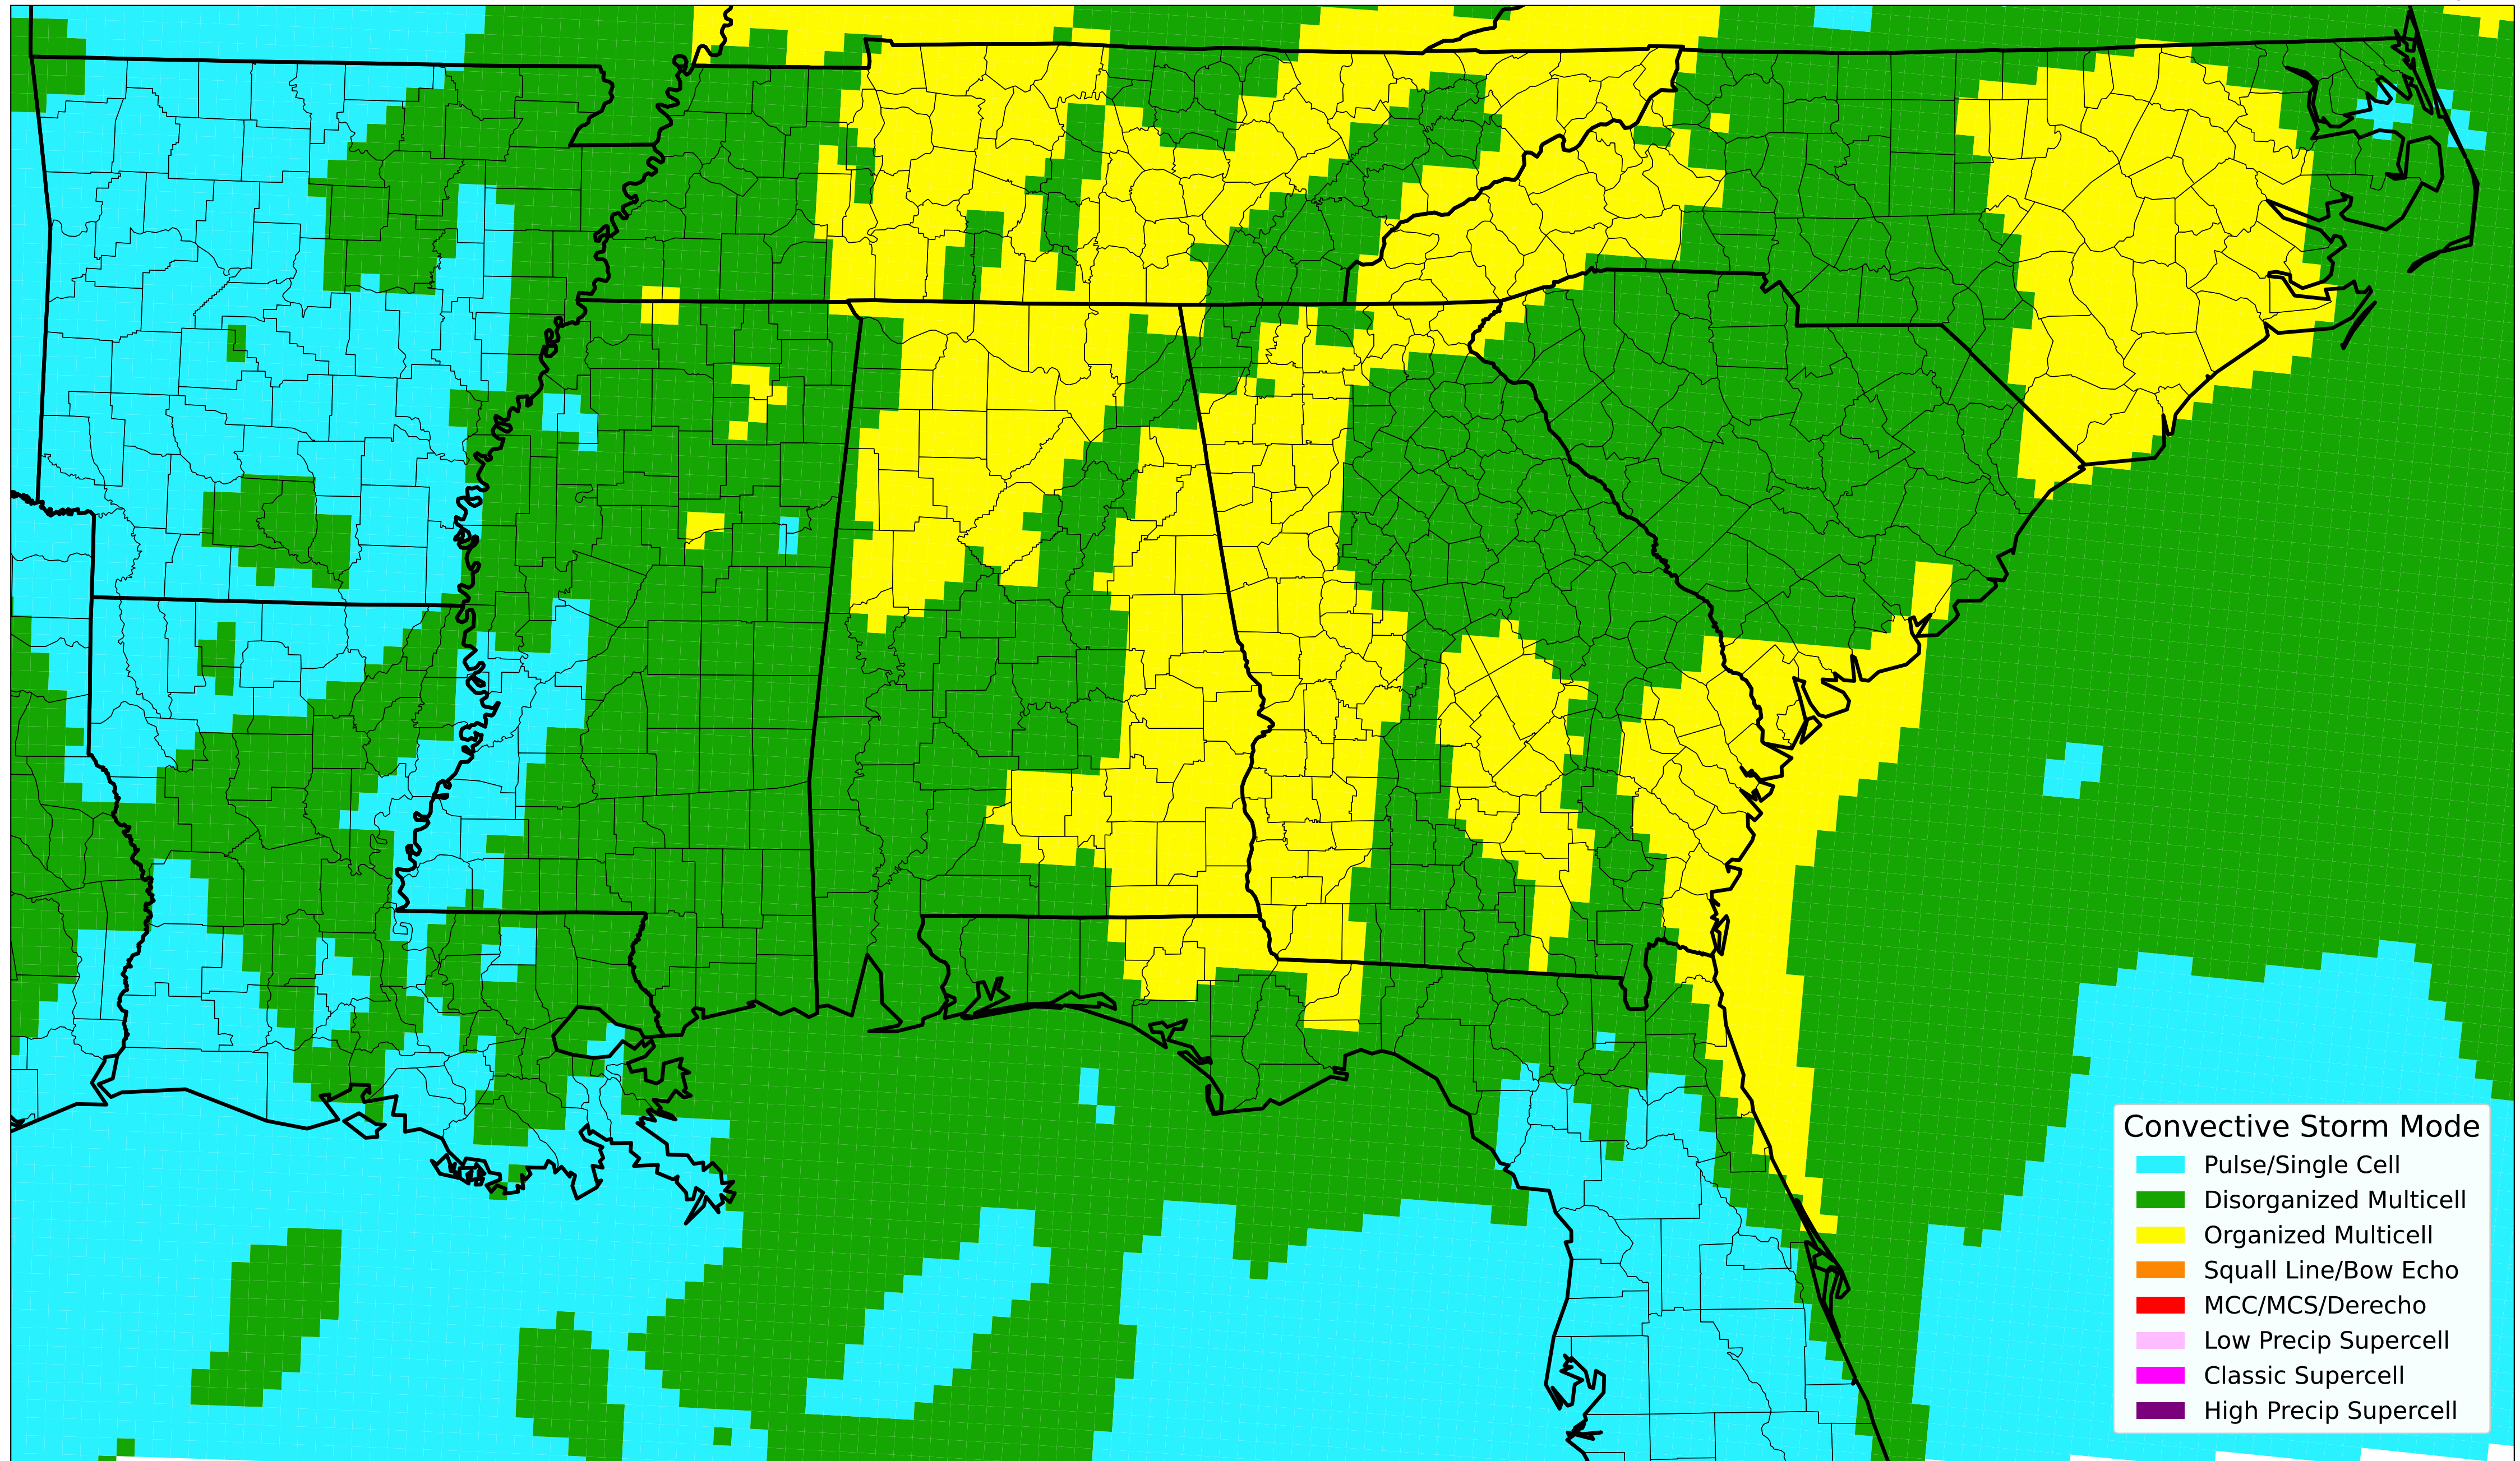 Convective Storm Mode
Pulse/Single Cell
Disorganized Multicell
Organized Multicell
Squall Line/Bow Echo
MCC/MCS/Derecho
Low Precip Supercell
Classic Supercell
High Precip Supercell